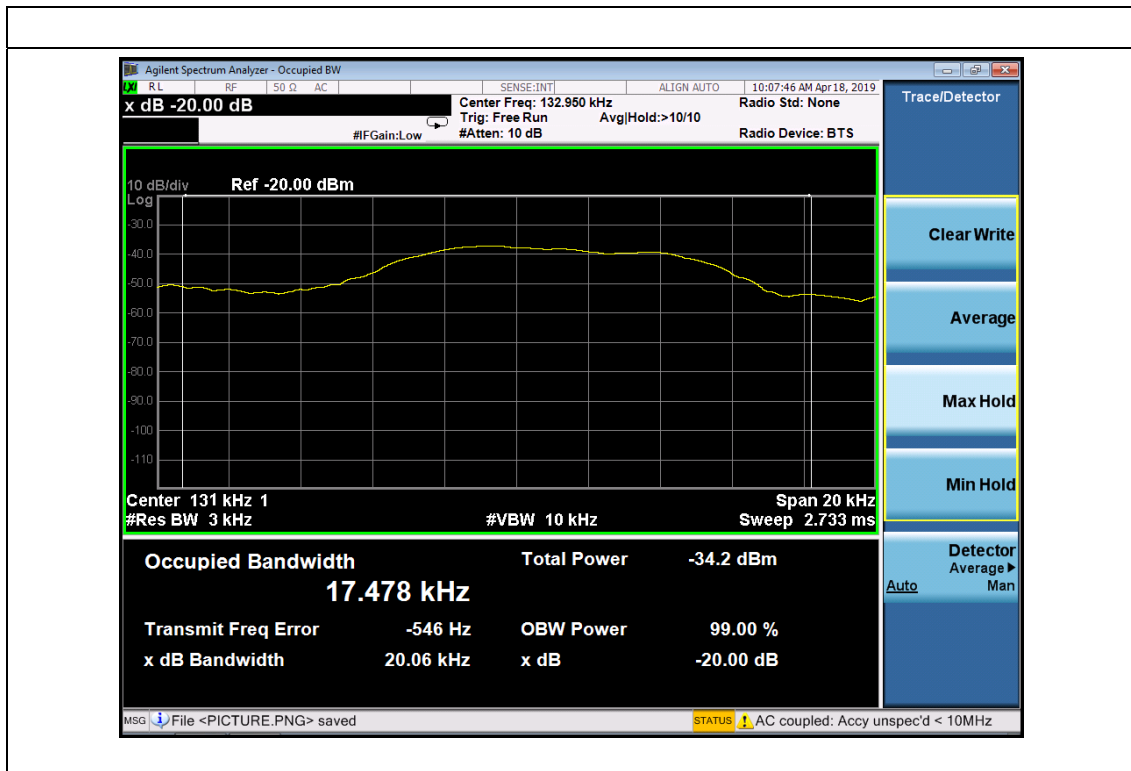 Agilent Spectrum Analyzer - Occupied BW
LXI RL RF 50 Ω AC SENSE:INT ALIGN AUTO 10:07:46 AM Apr 18, 2019
x dB -20.00 dB
Center Freq: 132.950 kHz
Radio Std: None
Trig: Free Run
Avg|Hold:>10/10
#IFGain:Low
#Atten: 10 dB
Radio Device: BTS
10 dB/div
Ref -20.00 dBm
Log
-30.0
-40.0
-50.0
-60.0
-70.0
-80.0
-90.0
-100
-110
Center 131 kHz 1
Span 20 kHz
#Res BW 3 kHz
#VBW 10 kHz
Sweep 2.733 ms
Occupied Bandwidth
Total Power -34.2 dBm
17.478 kHz
Transmit Freq Error -546 Hz
OBW Power 99.00 %
x dB Bandwidth 20.06 kHz
x dB -20.00 dB
MSG File <PICTURE.PNG> saved
STATUS AC coupled: Accy unspec'd < 10MHz
Trace/Detector
Clear Write
Average
Max Hold
Min Hold
Detector
Average
Auto Man